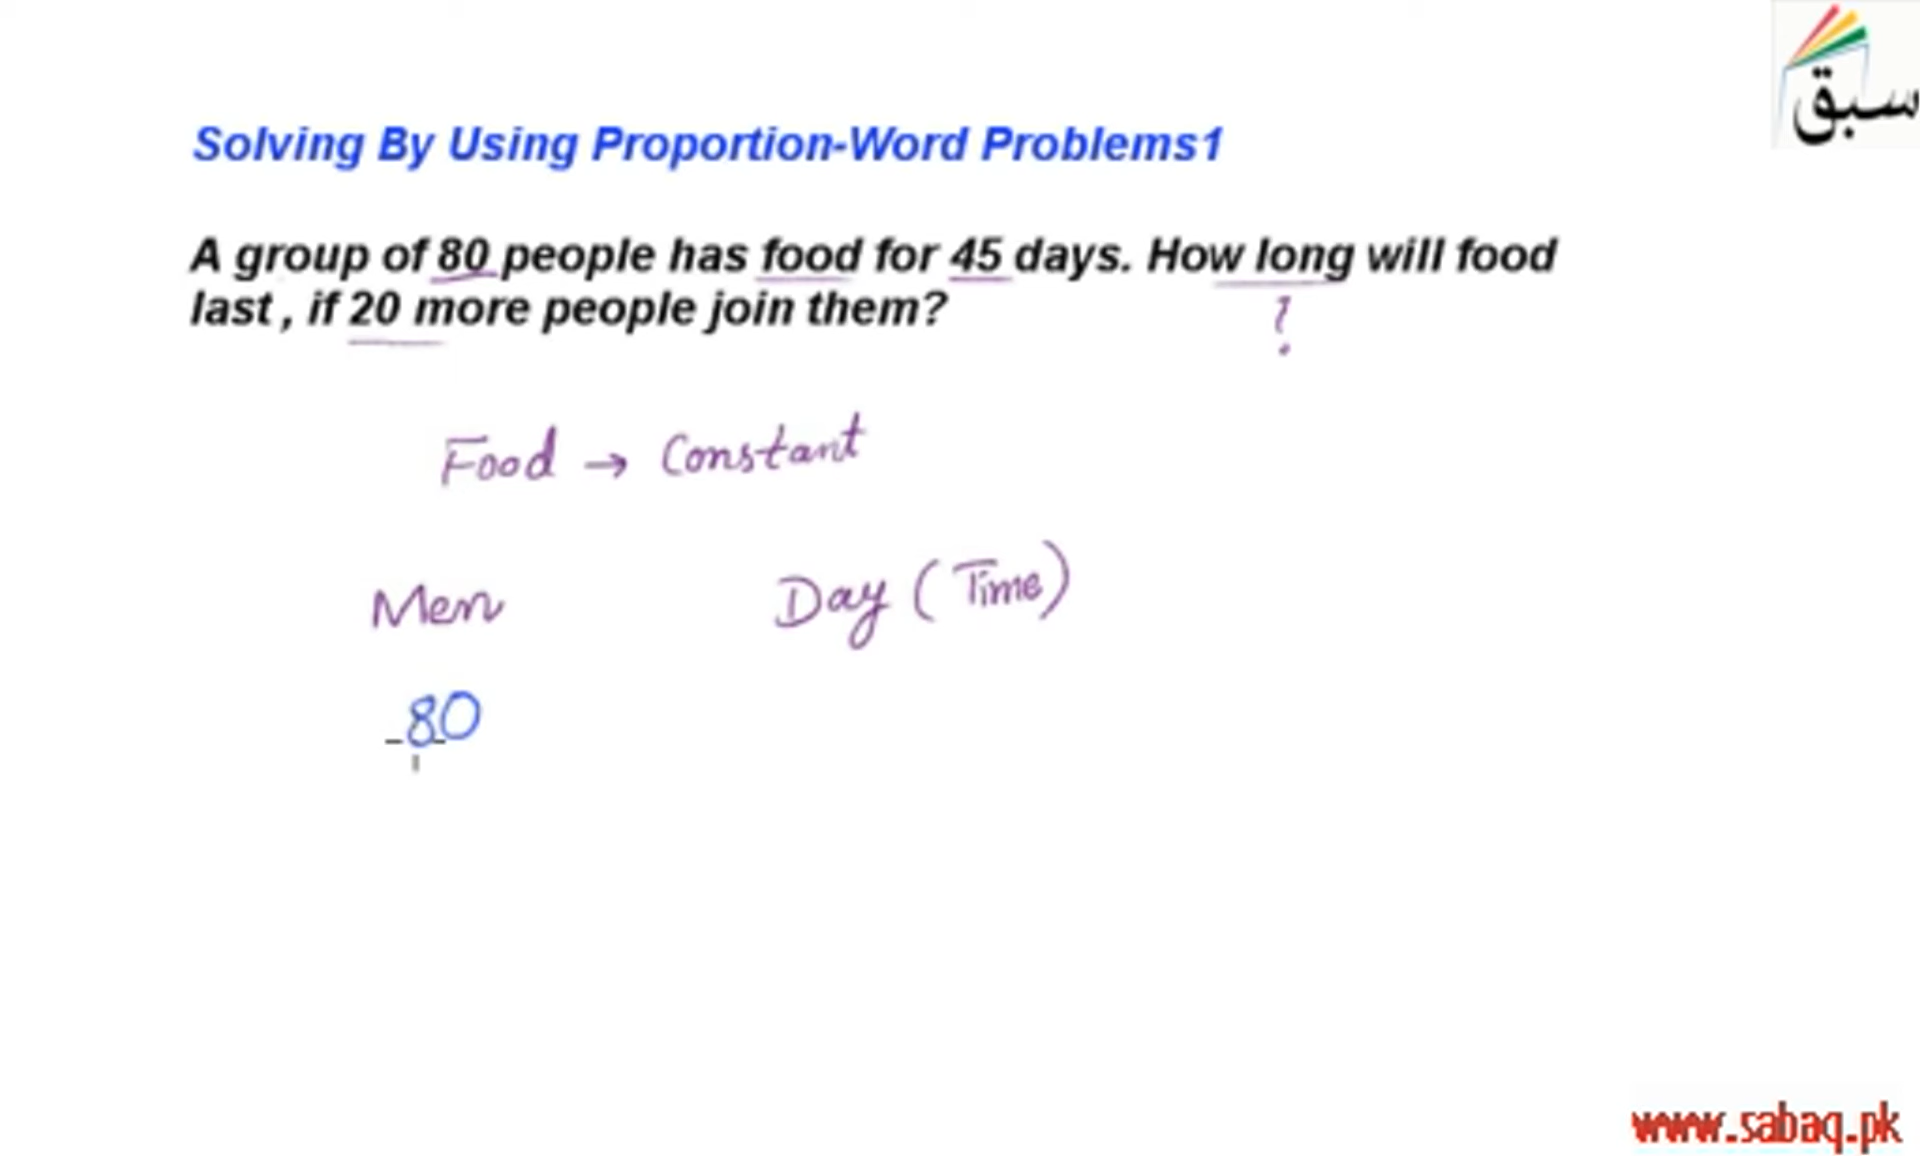 سبق
Solving By Using Proportion-Word Problems1
A group of 80 people has food for 45 days. How long will food
last , if 20 more people join them?
?
Food → Constant
Men Day (Time)
80
www.sabaq.pk